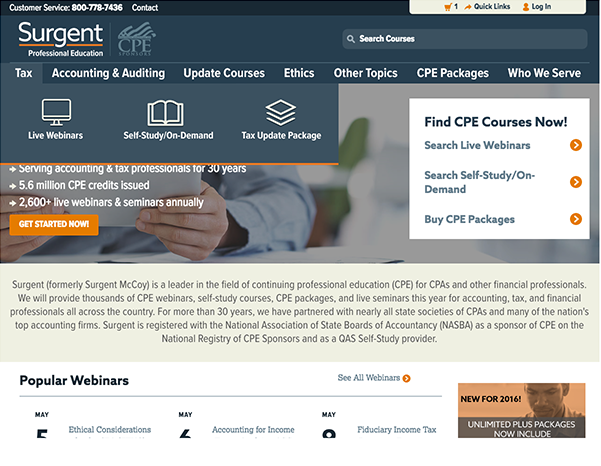 Customer Service: 800-778-7436 Contact
1 Quick Links Log In
Surgent
Professional Education
CPE
SPONSORS
Search Courses
Tax Accounting & Auditing Update Courses Ethics Other Topics CPE Packages Who We Serve
Live Webinars Self-Study/On-Demand Tax Update Package
Serving accounting & tax professionals for 30 years
5.6 million CPE credits issued
2,600+ live webinars & seminars annually
GET STARTED NOW!
Find CPE Courses Now!
Search Live Webinars
Search Self-Study/On-
Demand
Buy CPE Packages
Surgent (formerly Surgent McCoy) is a leader in the field of continuing professional education (CPE) for CPAs and other financial professionals.
We will provide thousands of CPE webinars, self-study courses, CPE packages, and live seminars this year for accounting, tax, and financial
professionals all across the country. For more than 30 years, we have partnered with nearly all state societies of CPAs and many of the nation's
top accounting firms. Surgent is registered with the National Association of State Boards of Accountancy (NASBA) as a sponsor of CPE on the
National Registry of CPE Sponsors and as a QAS Self-Study provider.
Popular Webinars
See All Webinars
MAY
Ethical Considerations
MAY
Accounting for Income
MAY
Fiduciary Income Tax
NEW FOR 2016!
UNLIMITED PLUS PACKAGES
NOW INCLUDE